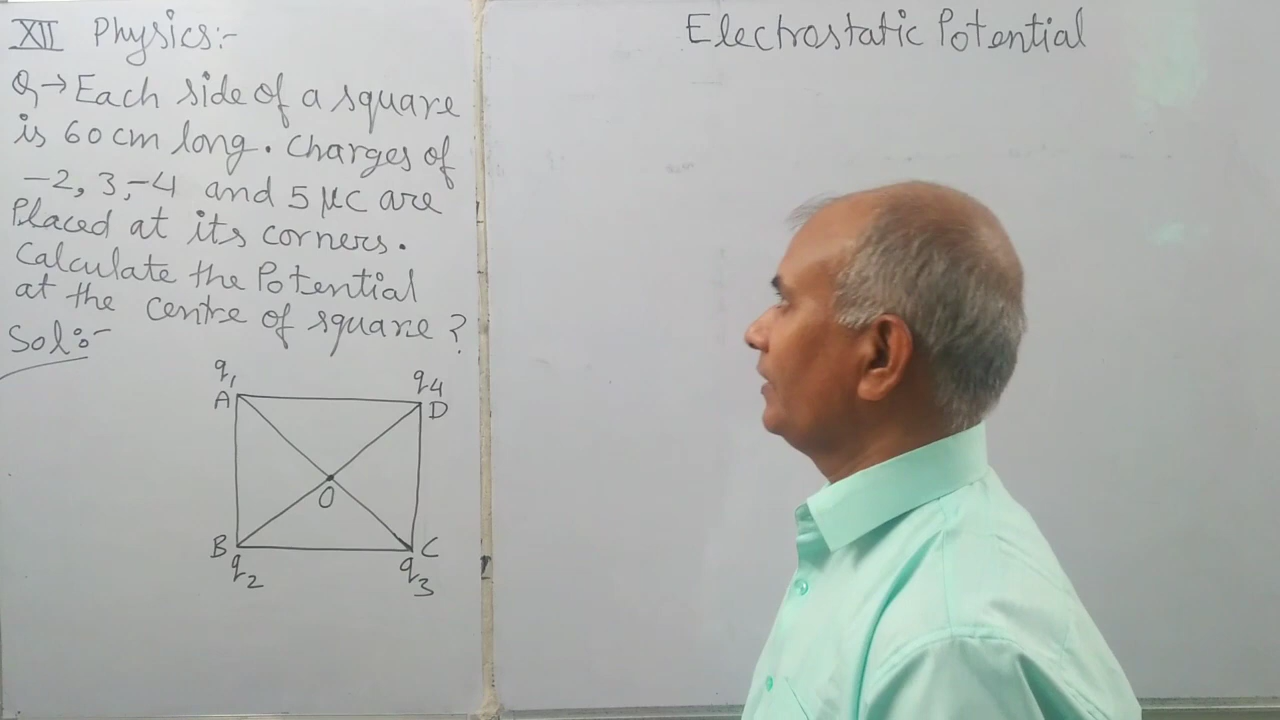 XII Physics:-
Q→Each side of a square
is 60 cm long. Charges of
-2, 3, -4 and 5 μC are
Placed at its corners.
Calculate the Potential
at the centre of square?
Sol:-
q1
A
q4
D
O
B
q2
C
q3
Electrostatic Potential